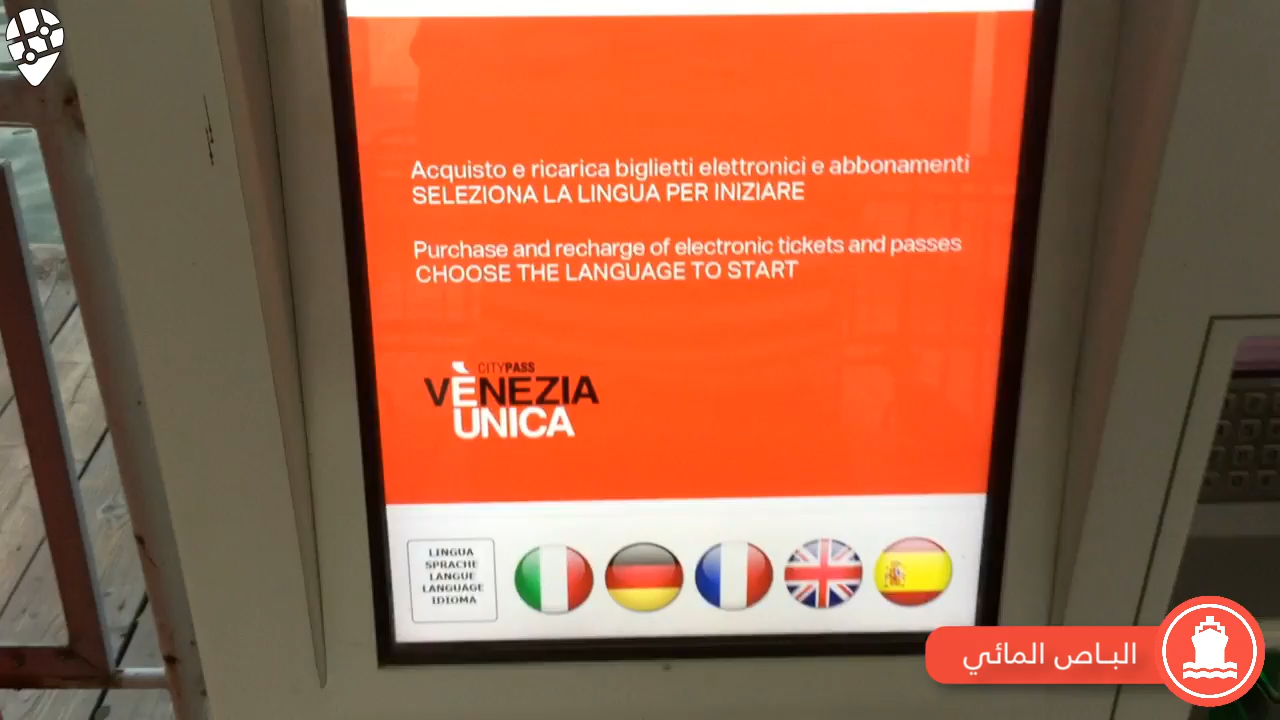 Acquisto e ricarica biglietti elettronici e abbonamenti
SELEZIONA LA LINGUA PER INIZIARE
Purchase and recharge of electronic tickets and passes
CHOOSE THE LANGUAGE TO START
CITYPASS
VENEZIA
UNICA
LINGUA
SPRACHE
LANGUE
LANGUAGE
IDIOMA
الباص المائي